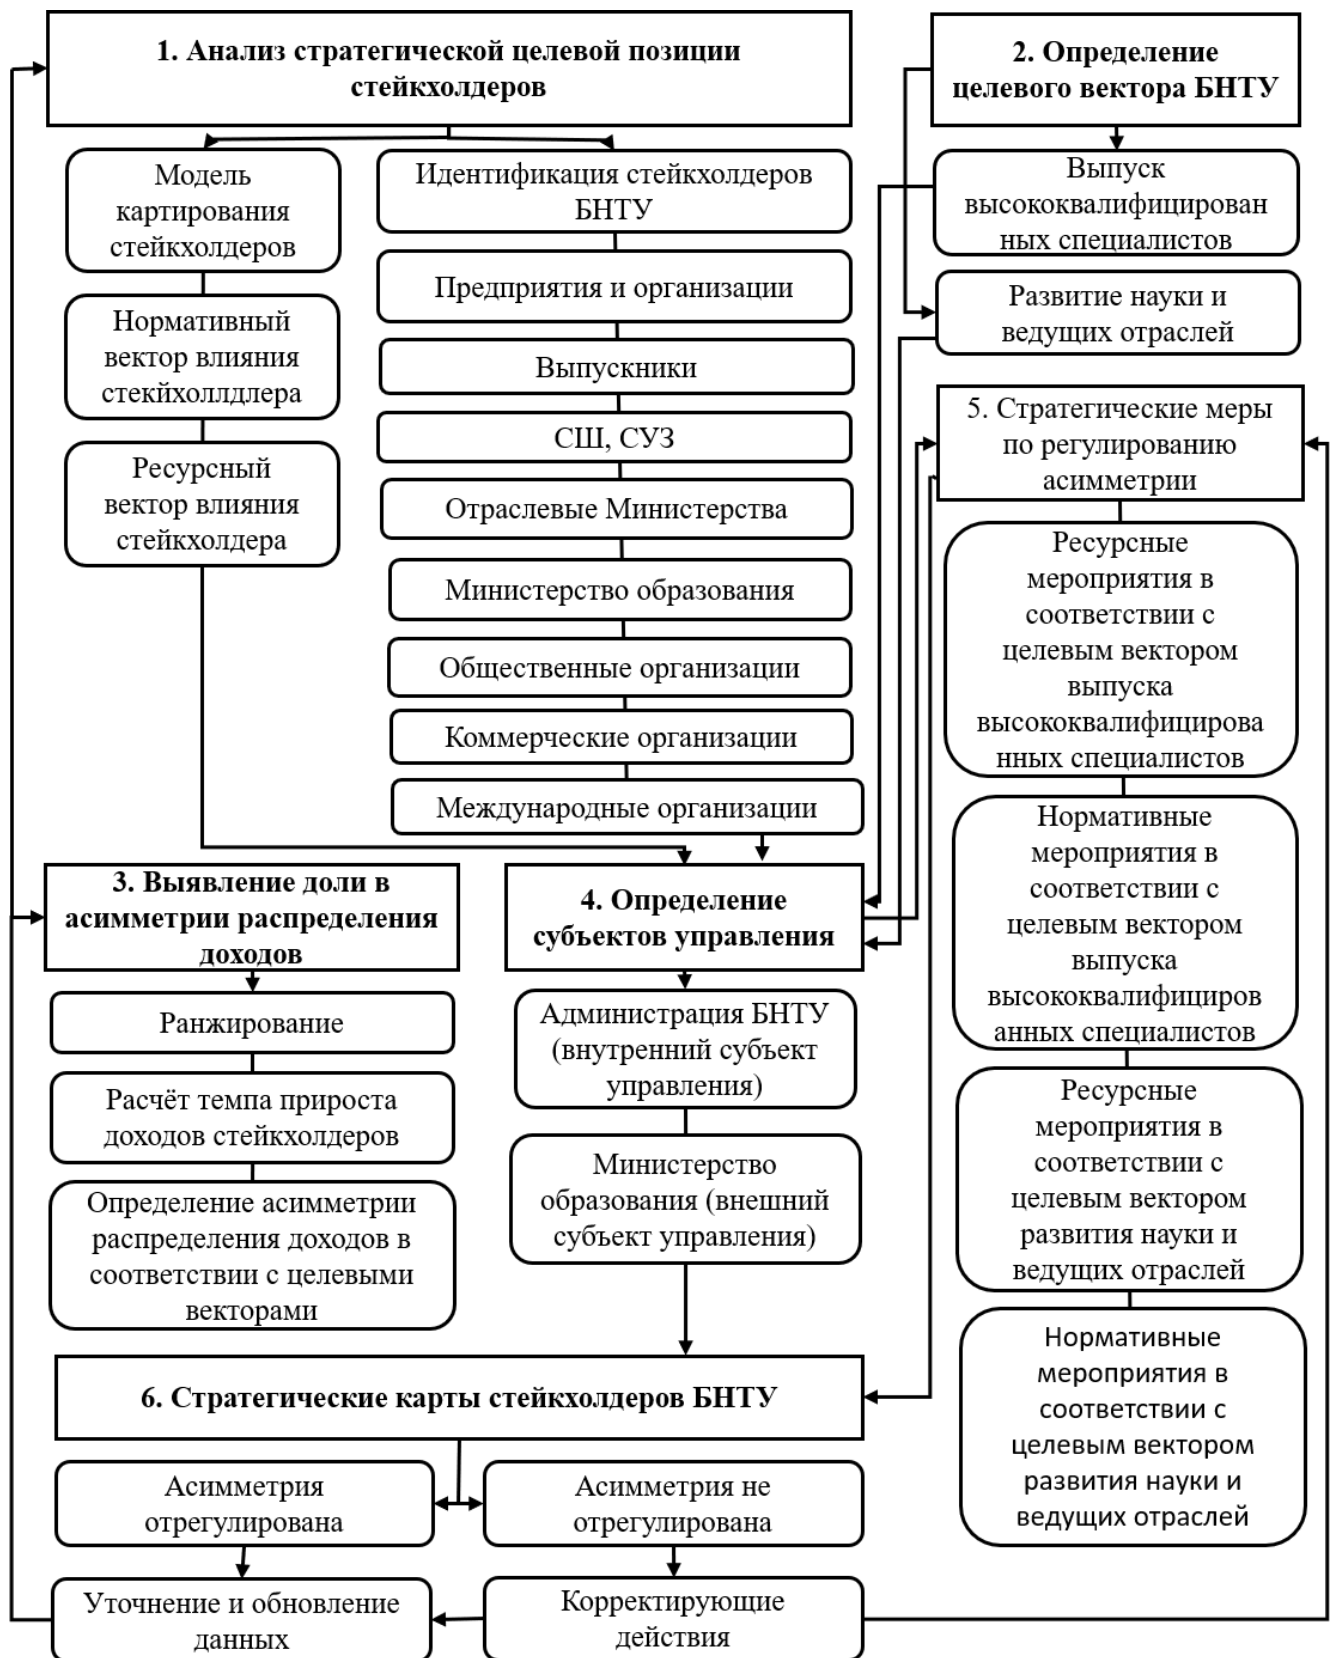 1. Анализ стратегической целевой позиции
стейкхолдеров
2. Определение
целевого вектора БНТУ
Модель
картирования
стейкхолдеров
Нормативный
вектор влияния
стекйхоллдлера
Ресурсный
вектор влияния
стейкхолдера
Идентификация стейкхолдеров
БНТУ
Предприятия и организации
Выпускники
СШ, СУЗ
Отраслевые Министерства
Министерство образования
Общественные организации
Коммерческие организации
Международные организации
Выпуск
высококвалифицирован
ных специалистов
Развитие науки и
ведущих отраслей
3. Выявление доли в
асимметрии распределения
доходов
Ранжирование
Расчёт темпа прироста
доходов стейкхолдеров
Определение асимметрии
распределения доходов в
соответствии с целевыми
векторами
4. Определение
субъектов управления
Администрация БНТУ
(внутренний субъект
управления)
Министерство
образования (внешний
субъект управления)
5. Стратегические меры
по регулированию
асимметрии
Ресурсные
мероприятия в
соответствии с
целевым вектором
выпуска
высококвалифицирова
нных специалистов
Нормативные
мероприятия в
соответствии с
целевым вектором
выпуска
высококвалифициров
анных специалистов
Ресурсные
мероприятия в
соответствии с
целевым вектором
развития науки и
ведущих отраслей
Нормативные
мероприятия в
соответствии с
целевым вектором
развития науки и
ведущих отраслей
6. Стратегические карты стейкхолдеров БНТУ
Асимметрия
отрегулирована
Асимметрия не
отрегулирована
Уточнение и обновление
данных
Корректирующие
действия